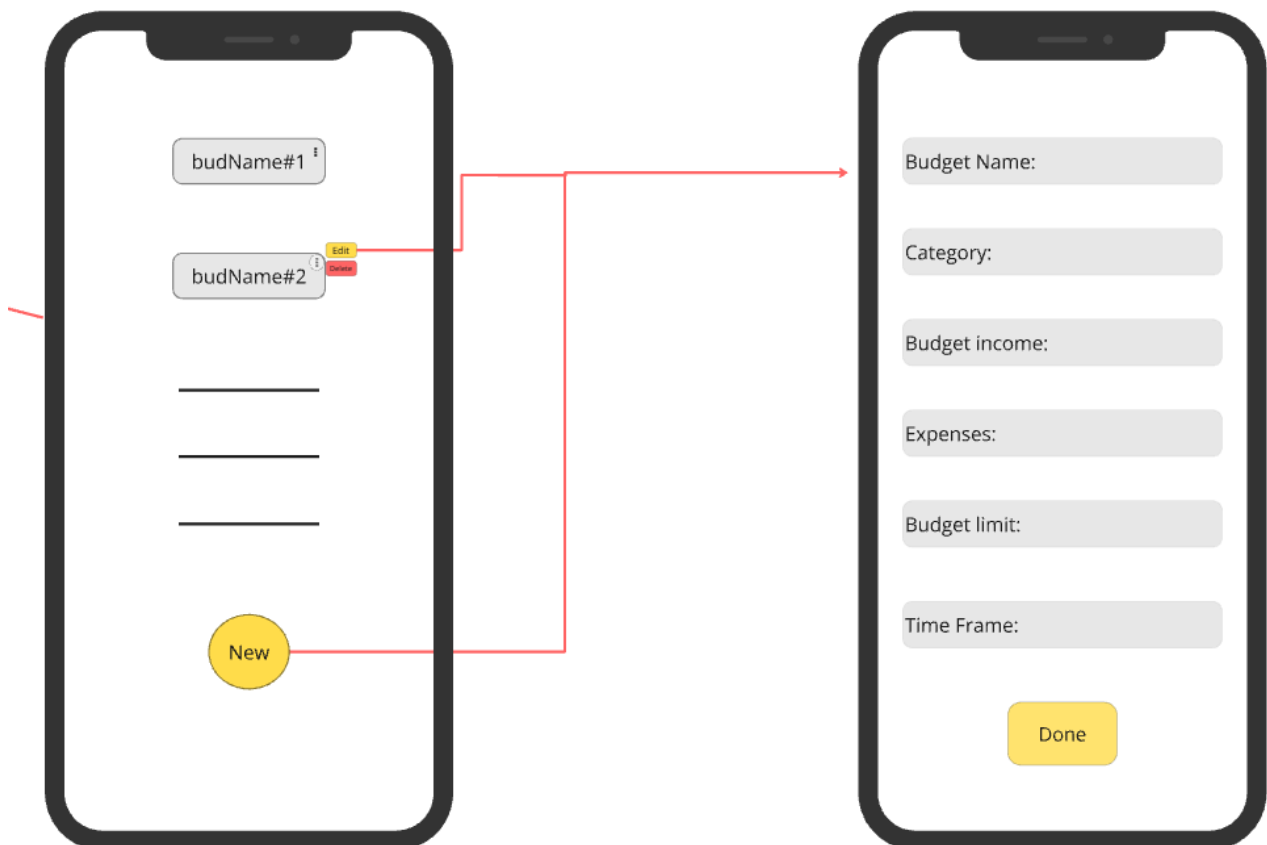 budName#1
Edit
Delete
budName#2
New
Budget Name:
Category:
Budget income:
Expenses:
Budget limit:
Time Frame:
Done